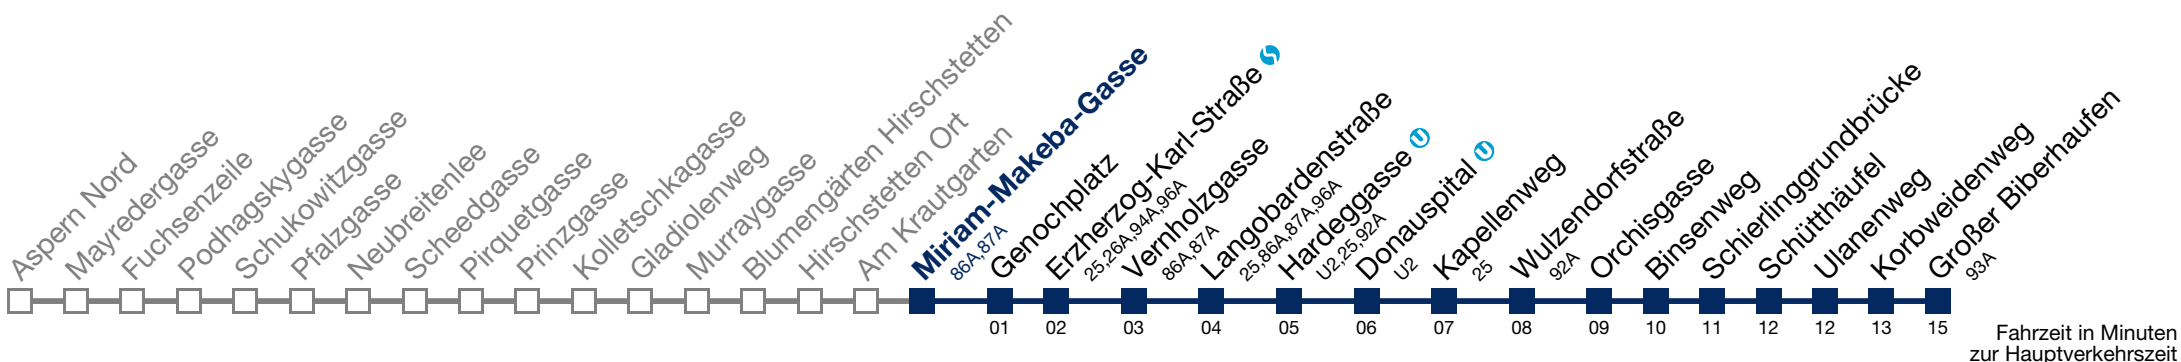 Aspern Nord
Mayredergasse
Fuchsenzeile
Podhagskygasse
Schukowitzgasse
Pfalzgasse
Neubreitenlee
Scheedgasse
Pirquetgasse
Prinzgasse
Kolletschkagasse
Gladiolenweg
Murraygasse
Blumengärten Hirschstetten
Hirschstetten Ort
Am Krautgarten
Miriam-Makeba-Gasse
86A,87A
Genochplatz
Erzherzog-Karl-Straße S
25,26A,94A,96A
Vernholzgasse
86A,87A
Langobardenstraße
25,86A,87A,96A
Hardeggasse U
U2,25,92A
Donauspital U
U2
Kapellenweg
25
Wulzendorfstraße
92A
Orchisgasse
Binsenweg
Schierlinggrundbrücke
Schütthäufel
Ulanenweg
Korbweidenweg
Großer Biberhaufen
93A
01 02 03 04 05 06 07 08 09 10 11 12 12 13 15
Fahrzeit in Minuten
zur Hauptverkehrszeit